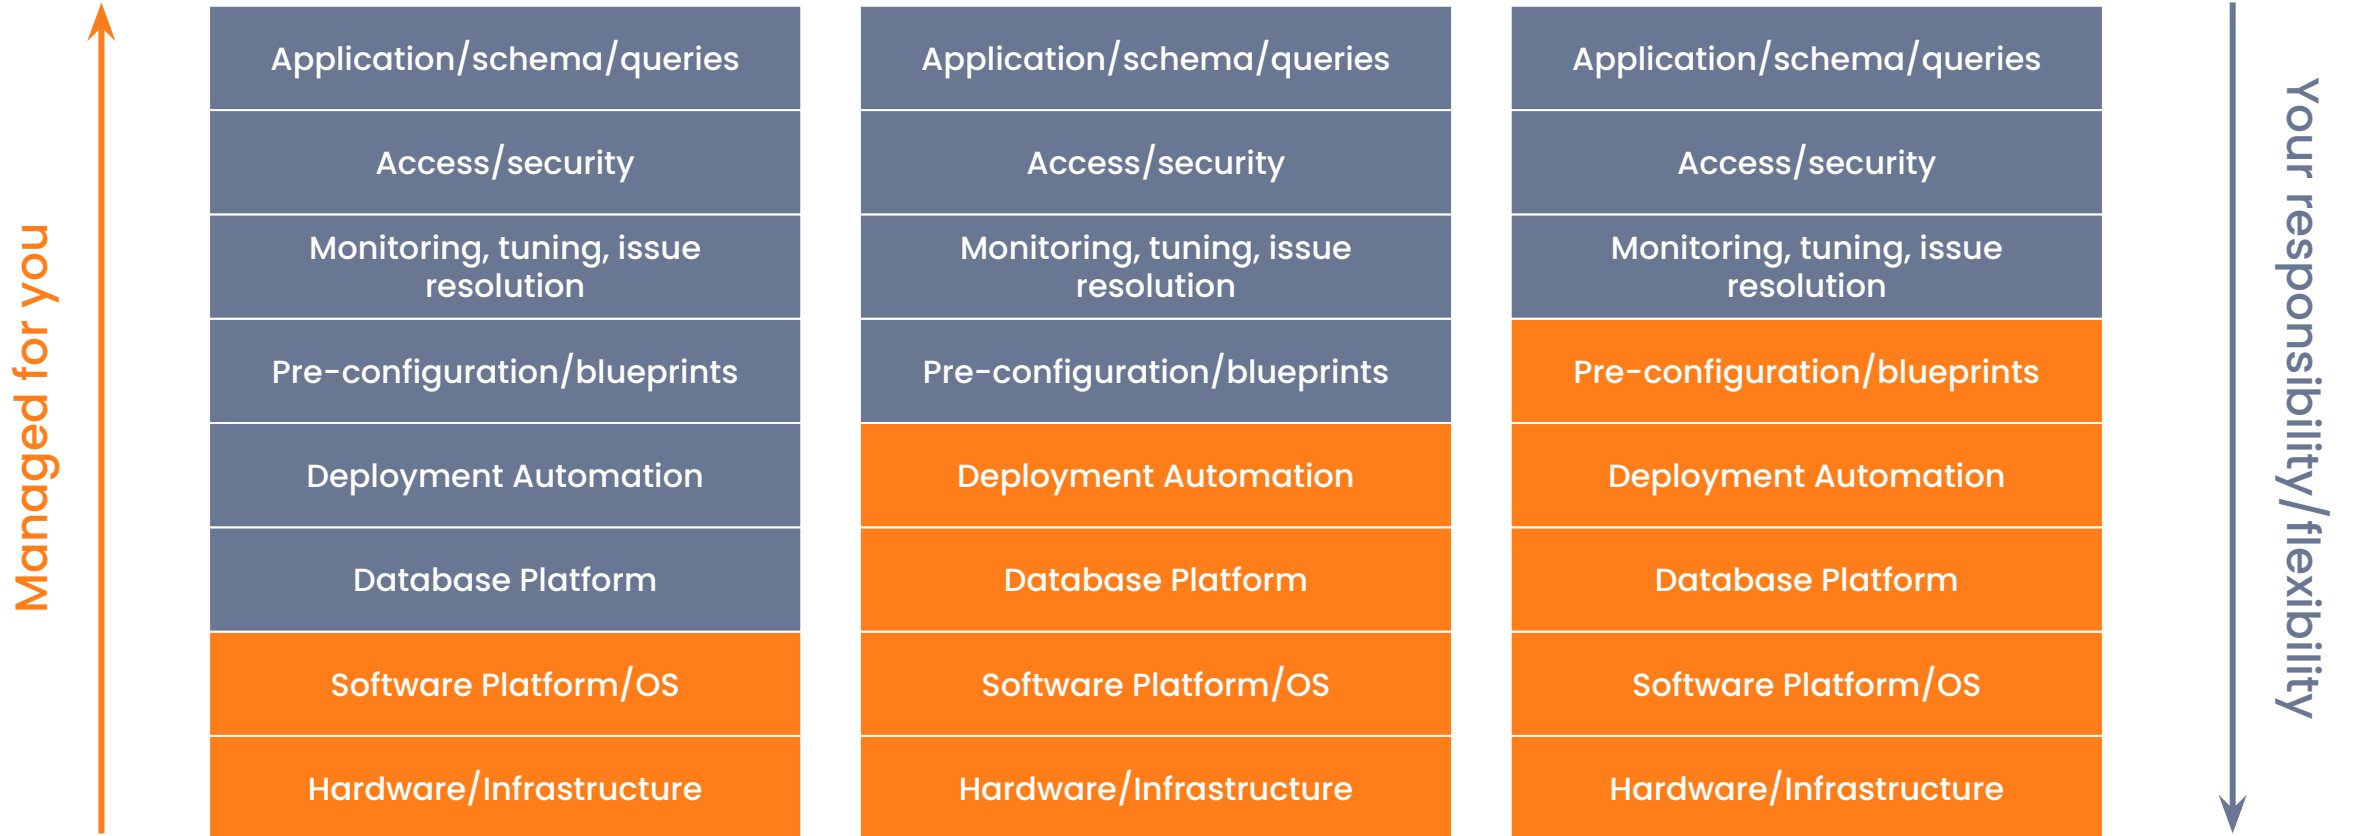 Managed for you
Application/schema/queries
Access/security
Monitoring, tuning, issue
resolution
Pre-configuration/blueprints
Deployment Automation
Database Platform
Software Platform/OS
Hardware/Infrastructure
Application/schema/queries
Access/security
Monitoring, tuning, issue
resolution
Pre-configuration/blueprints
Deployment Automation
Database Platform
Software Platform/OS
Hardware/Infrastructure
Application/schema/queries
Access/security
Monitoring, tuning, issue
resolution
Pre-configuration/blueprints
Deployment Automation
Database Platform
Software Platform/OS
Hardware/Infrastructure
Your responsibility/flexibility